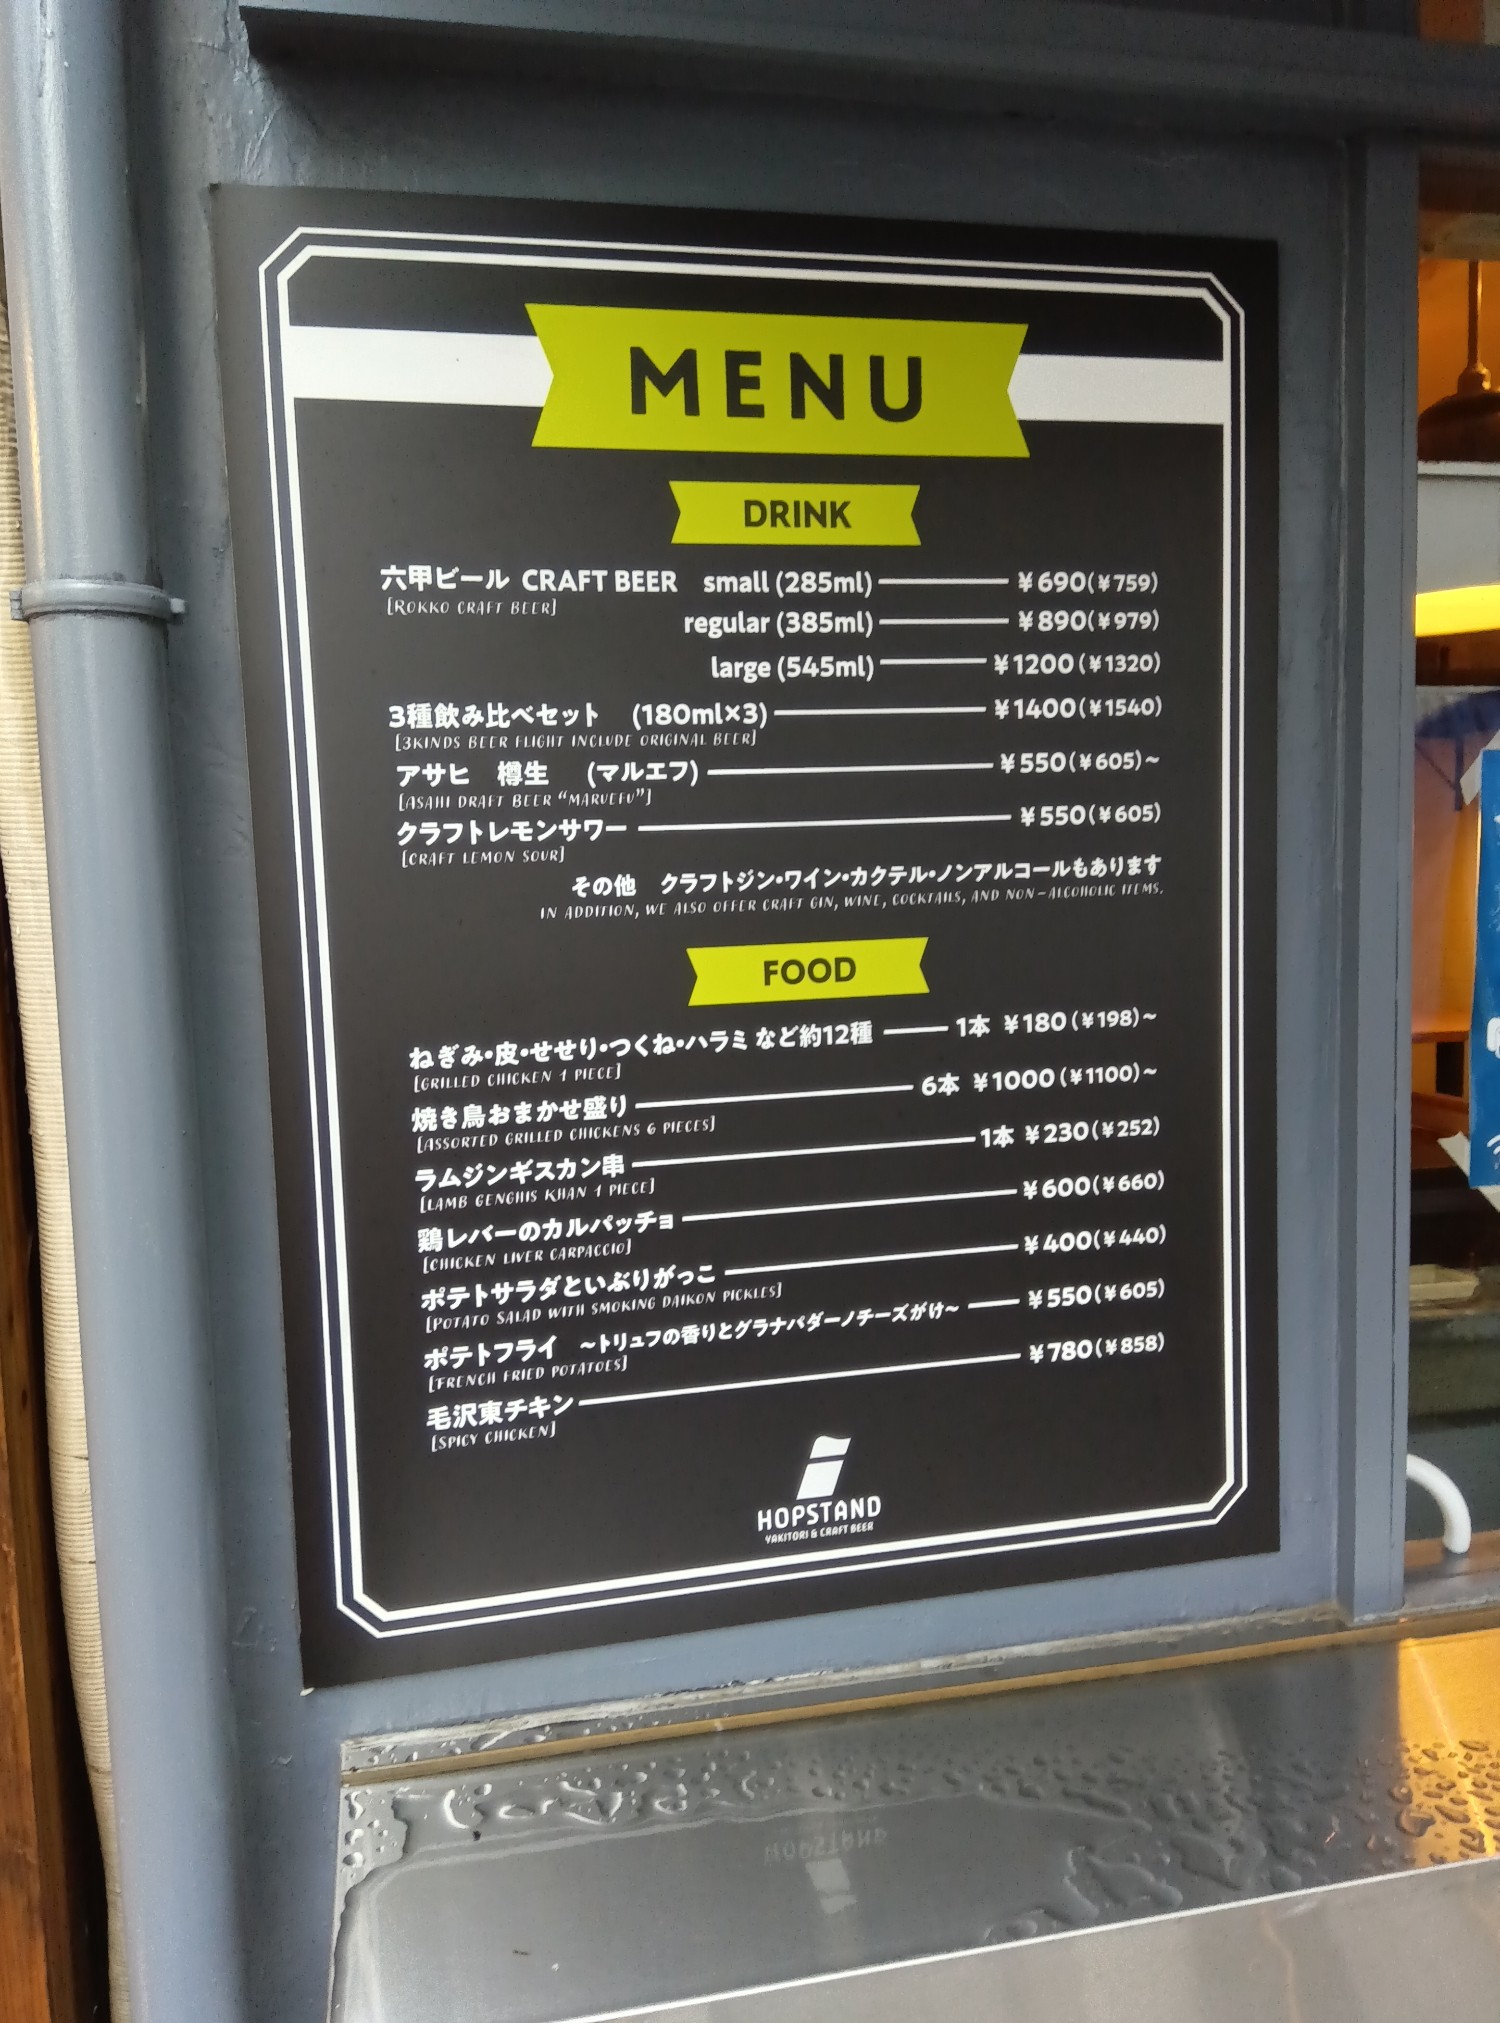 MENU
DRINK
六甲ビール CRAFT BEER small (285ml) ¥690(¥759)
[ROKKO CRAFT BEER]
regular (385ml) ¥890(¥979)
large (545ml) ¥1200(¥1320)
3種飲み比べセット (180ml×3) ¥1400(¥1540)
[3KINDS BEER FLIGHT INCLUDE ORIGINAL BEER]
アサヒ 樽生 (マルエフ) ¥550(¥605)~
[ASAHI DRAFT BEER "MARUEFU"]
クラフトレモンサワー ¥550(¥605)
[CRAFT LEMON SOUR]
その他 クラフトジン・ワイン・カクテル・ノンアルコールもあります
IN ADDITION, WE ALSO OFFER CRAFT GIN, WINE, COCKTAILS, AND NON-ALCOHOLIC ITEMS.
FOOD
ねぎみ・皮・せせり・つくね・ハラミ など約12種 1本 ¥180(¥198)~
[GRILLED CHICKEN 1 PIECE]
焼き鳥おまかせ盛り 6本 ¥1000(¥1100)~
[ASSORTED GRILLED CHICKENS 6 PIECES]
ラムジンギスカン串 1本 ¥230(¥252)
[LAMB GENGHIS KHAN 1 PIECE]
鶏レバーのカルパッチョ ¥600(¥660)
[CHICKEN LIVER CARPACCIO]
ポテトサラダといぶりがっこ ¥400(¥440)
[POTATO SALAD WITH SMOKING DAIKON PICKLES]
ポテトフライ ~トリュフの香りとグラナパダーノチーズがけ~ ¥550(¥605)
[FRENCH FRIED POTATOES]
毛沢東チキン ¥780(¥858)
[SPICY CHICKEN]
HOPSTAND
YAKITORI & CRAFT BEER